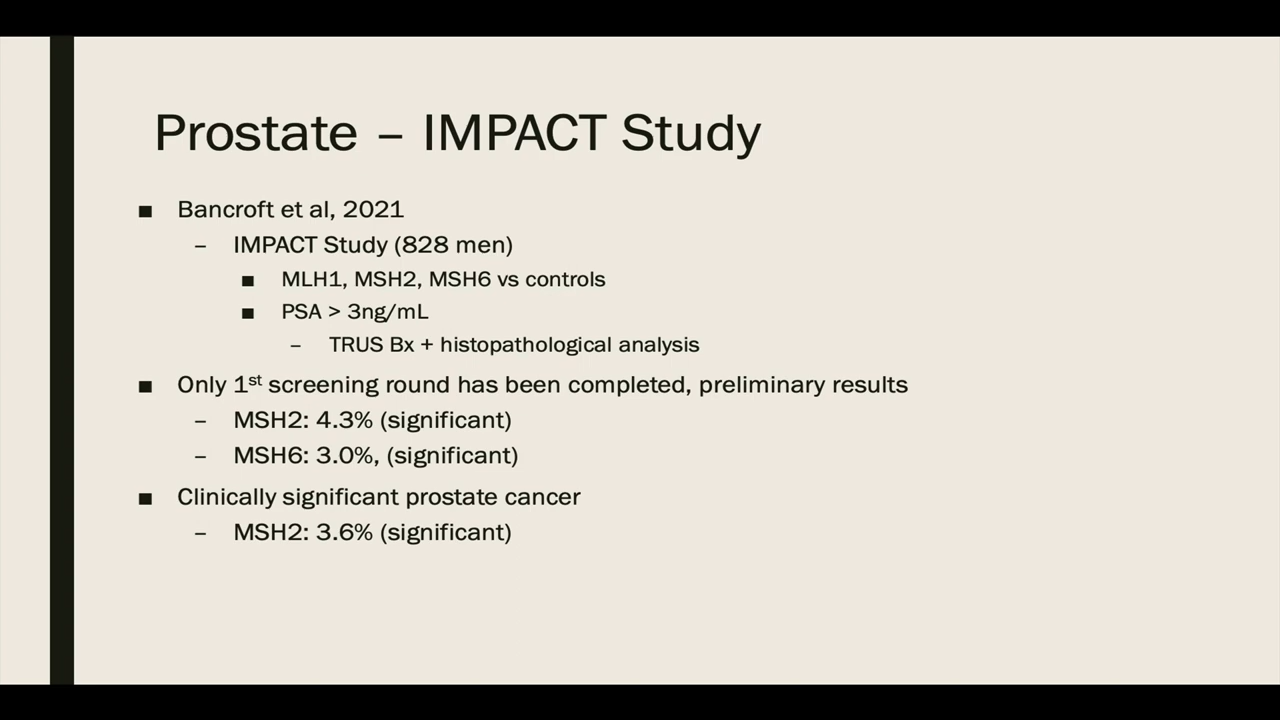 Prostate – IMPACT Study
■ Bancroft et al, 2021
– IMPACT Study (828 men)
■ MLH1, MSH2, MSH6 vs controls
■ PSA > 3ng/mL
– TRUS Bx + histopathological analysis
■ Only 1st screening round has been completed, preliminary results
– MSH2: 4.3% (significant)
– MSH6: 3.0%, (significant)
■ Clinically significant prostate cancer
– MSH2: 3.6% (significant)